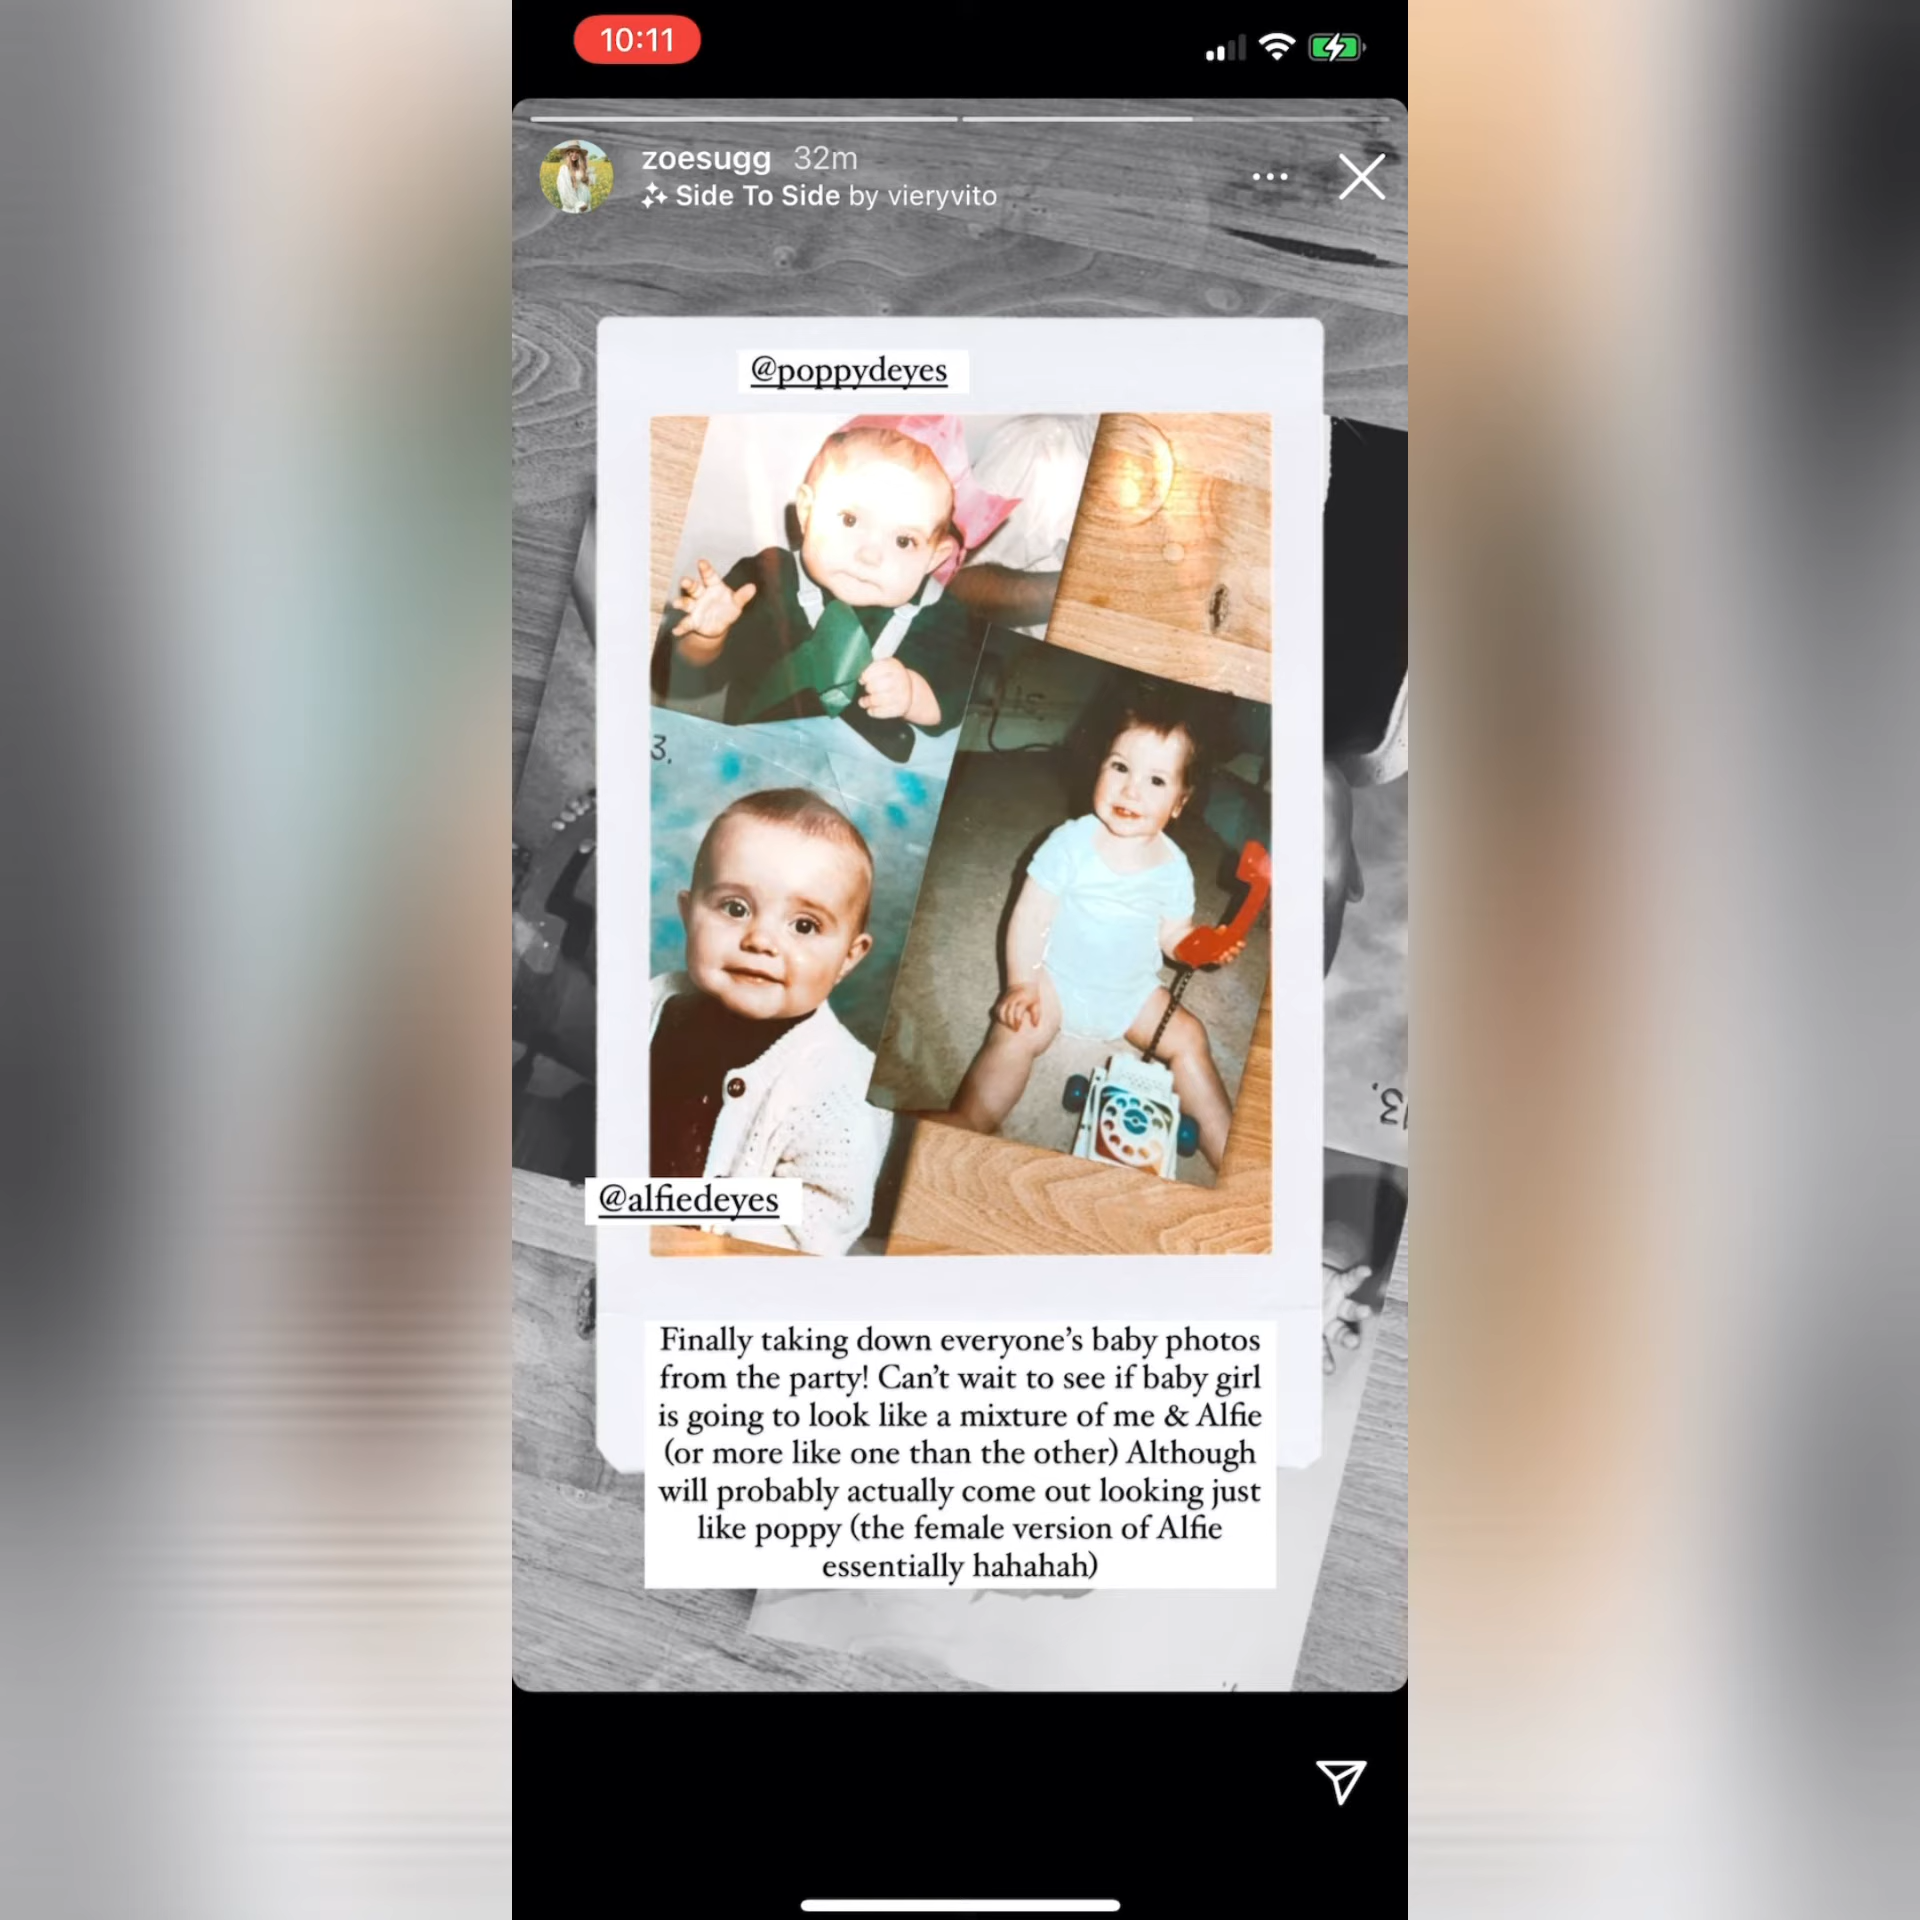 10:11
zoesugg 32m
Side To Side by vieryvito
@poppydeyes
3.
@alfiedeyes
13.
Finally taking down everyone's baby photos
from the party! Can't wait to see if baby girl
is going to look like a mixture of me & Alfie
(or more like one than the other) Although
will probably actually come out looking just
like poppy (the female version of Alfie
essentially hahahah)